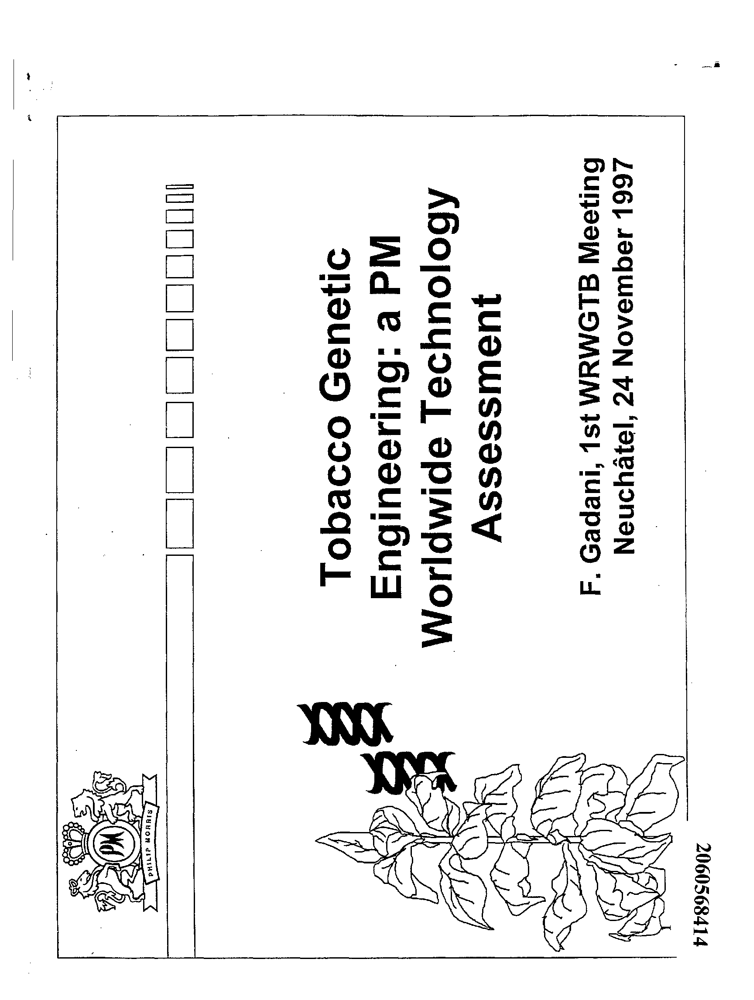 PM
PHILIP MORRIS
Tobacco Genetic
Engineering: a PM
Worldwide Technology
Assessment
F. Gadani, 1st WRWGTB Meeting
Neuchâtel, 24 November 1997
2060568414